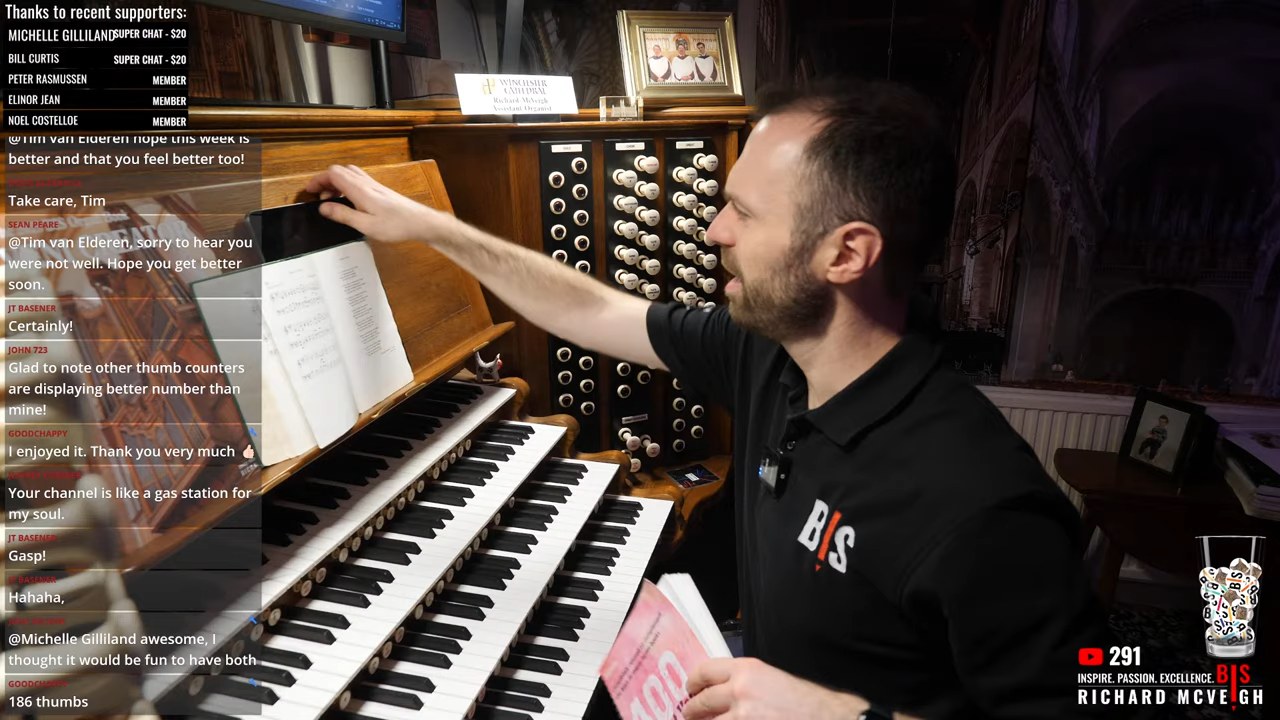 Thanks to recent supporters:
MICHELLE GILLILAND SUPER CHAT - $20
BILL CURTIS SUPER CHAT - $20
PETER RASMUSSEN MEMBER
ELINOR JEAN MEMBER
NOEL COSTELLOE MEMBER
@Tim van Elderen hope this week is
better and that you feel better too!
Take care, Tim
SEAN PEARE
@Tim van Elderen, sorry to hear you
were not well. Hope you get better
soon.
JT BASENER
Certainly!
JOHN 723
Glad to note other thumb counters
are displaying better number than
mine!
GOODCHAPPY
I enjoyed it. Thank you very much
Your channel is like a gas station for
my soul.
JT BASENER
Gasp!
Hahaha,
@Michelle Gilliland awesome, I
thought it would be fun to have both
GOODCHAPPY
186 thumbs
WINCHESTER
CATHEDRAL
Richard McVeigh
Assistant Organist
100
B!S
291
INSPIRE. PASSION. EXCELLENCE. B!S
RICHARD MCVEIGH